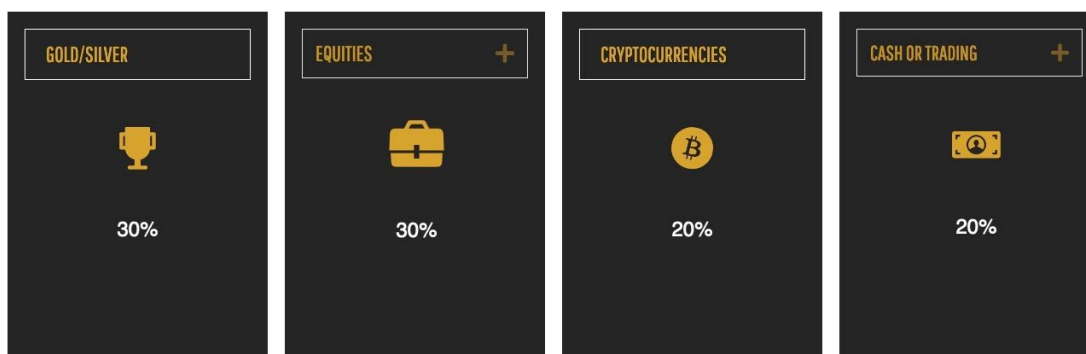 GOLD/SILVER
EQUITIES +
CRYPTOCURRENCIES
CASH OR TRADING +
30%
30%
20%
20%